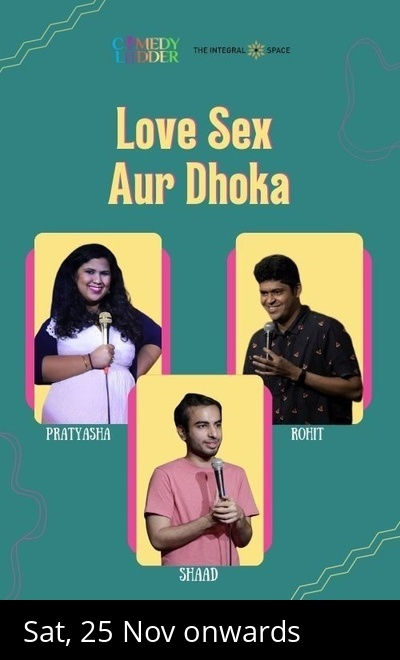 COMEDY
LADDER
THE INTEGRAL SPACE
Love Sex
Aur Dhoka
PRATYASHA
ROHIT
SHAAD
Sat, 25 Nov onwards